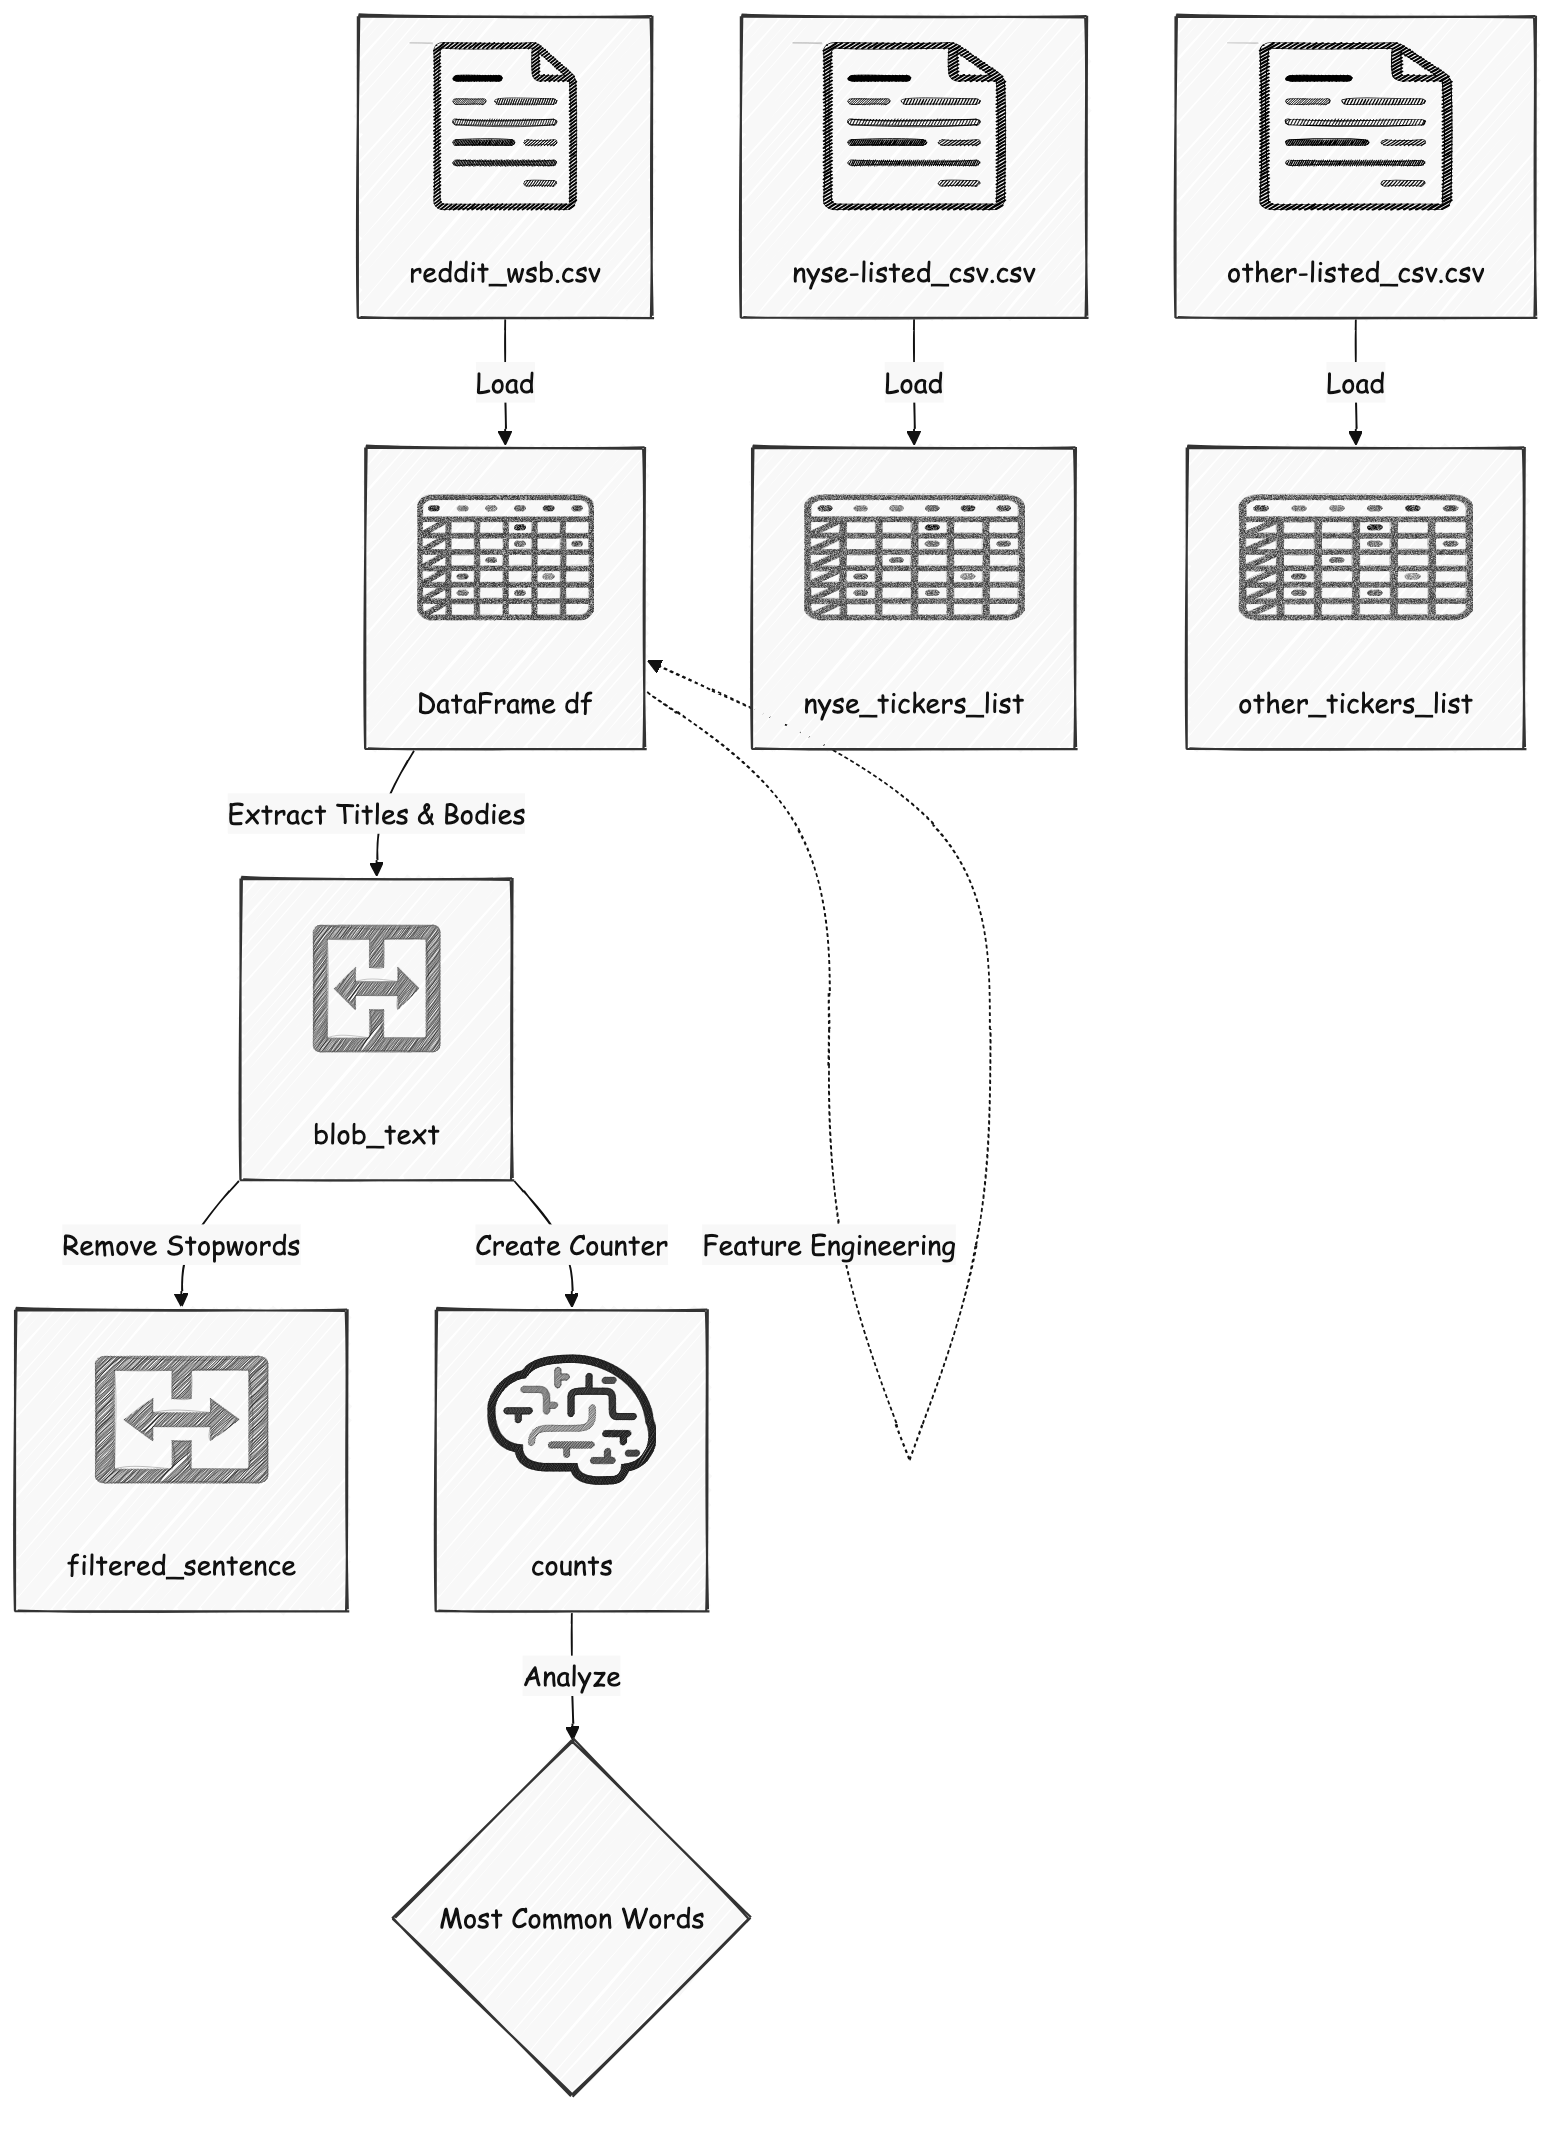 reddit_wsb.csv
nyse-listed_csv.csv
other-listed_csv.csv
Load
Load
Load
DataFrame df
nyse_tickers_list
other_tickers_list
Extract Titles & Bodies
blob_text
Remove Stopwords
Create Counter
Feature Engineering
filtered_sentence
counts
Analyze
Most Common Words